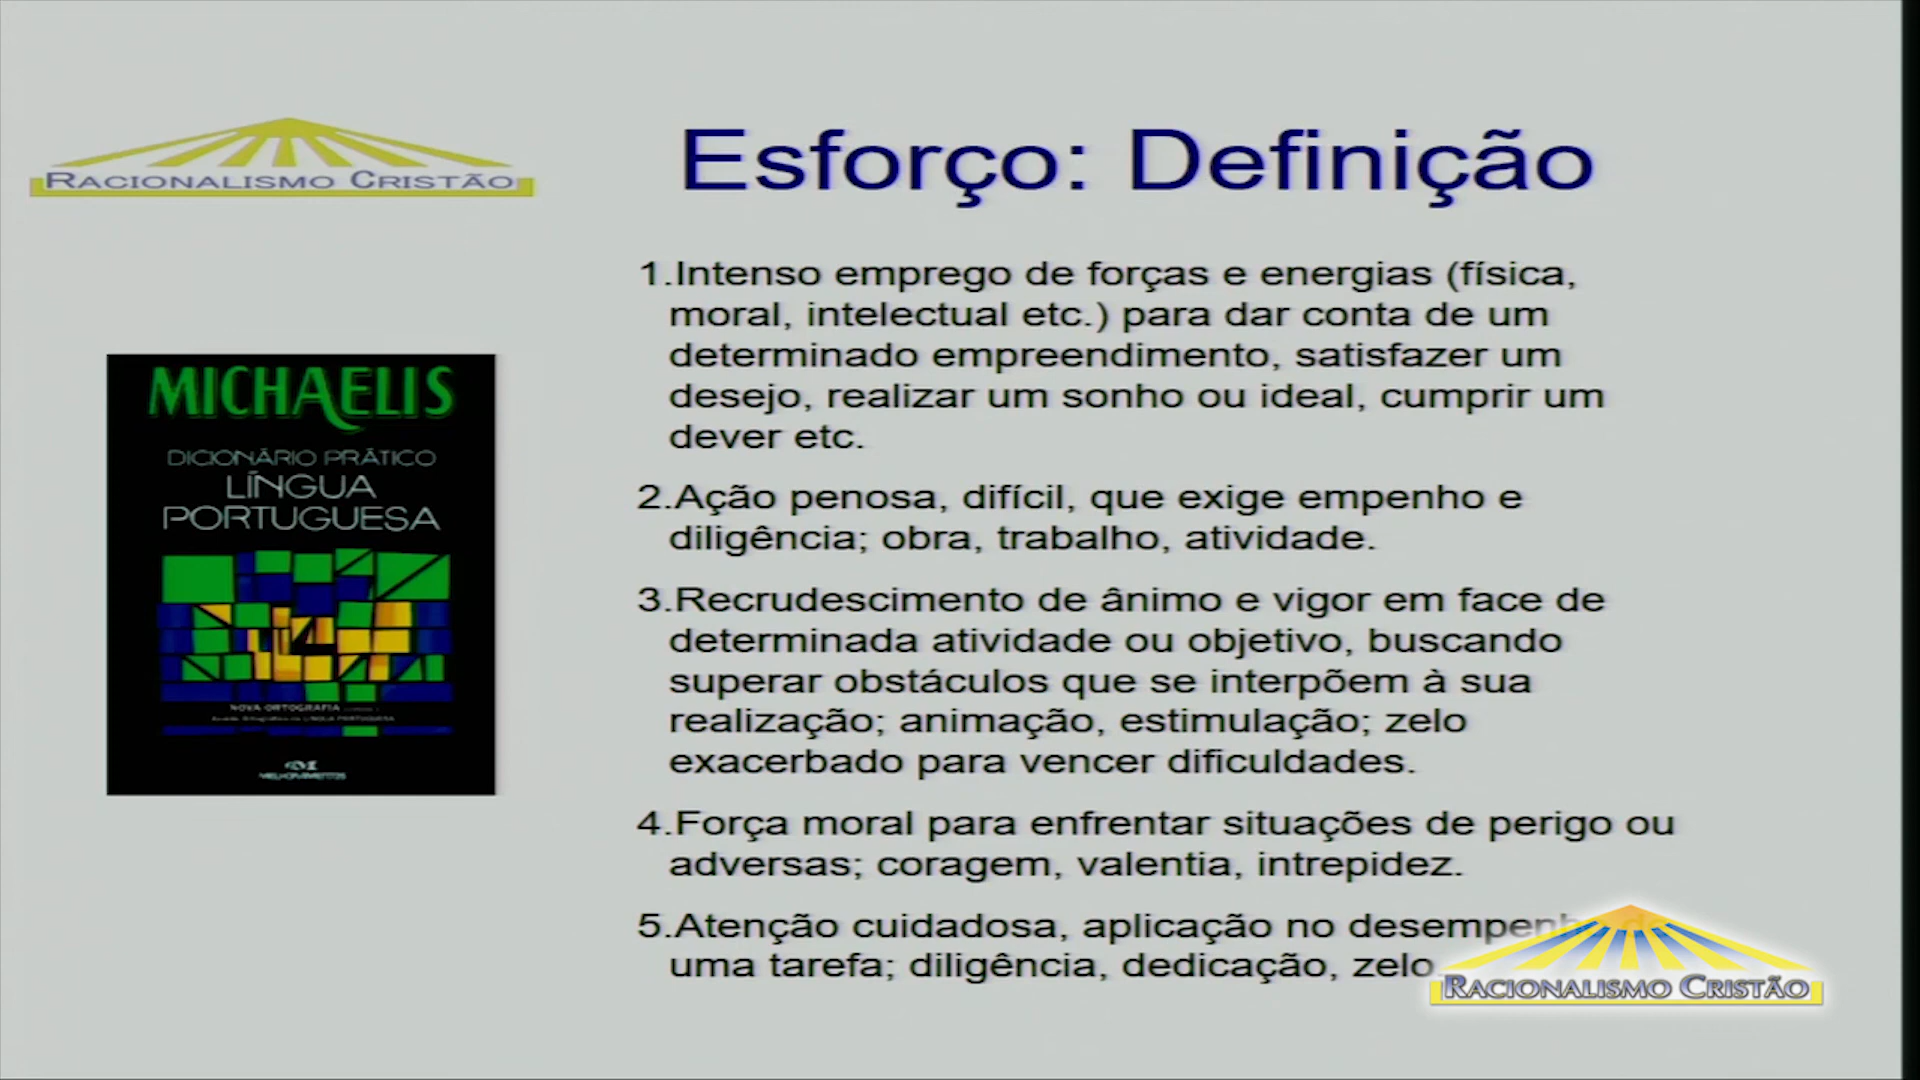 RACIONALISMO CRISTÃO
Esforço: Definição
1.Intenso emprego de forças e energias (física,
moral, intelectual etc.) para dar conta de um
determinado empreendimento, satisfazer um
desejo, realizar um sonho ou ideal, cumprir um
dever etc.
2.Ação penosa, difícil, que exige empenho e
diligência; obra, trabalho, atividade.
3.Recrudescimento de ânimo e vigor em face de
determinada atividade ou objetivo, buscando
superar obstáculos que se interpõem à sua
realização; animação, estimulação; zelo
exacerbado para vencer dificuldades.
4.Força moral para enfrentar situações de perigo ou
adversas; coragem, valentia, intrepidez.
5.Atenção cuidadosa, aplicação no desempenho de
uma tarefa; diligência, dedicação, zelo.
MICHAELIS
DICIONÁRIO PRÁTICO
LÍNGUA
PORTUGUESA
NOVA ORTOGRAFIA
MELHORAMENTOS
RACIONALISMO CRISTÃO